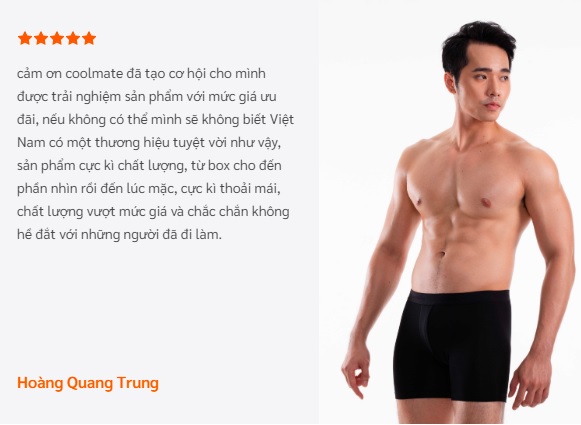 cảm ơn coolmate đã tạo cơ hội cho mình
được trải nghiệm sản phẩm với mức giá ưu
đãi, nếu không có thể mình sẽ không biết Việt
Nam có một thương hiệu tuyệt vời như vậy,
sản phẩm cực kì chất lượng, từ box cho đến
phần nhìn rồi đến lúc mặc, cực kì thoải mái,
chất lượng vượt mức giá và chắc chắn không
hề đắt với những người đã đi làm.
Hoàng Quang Trung